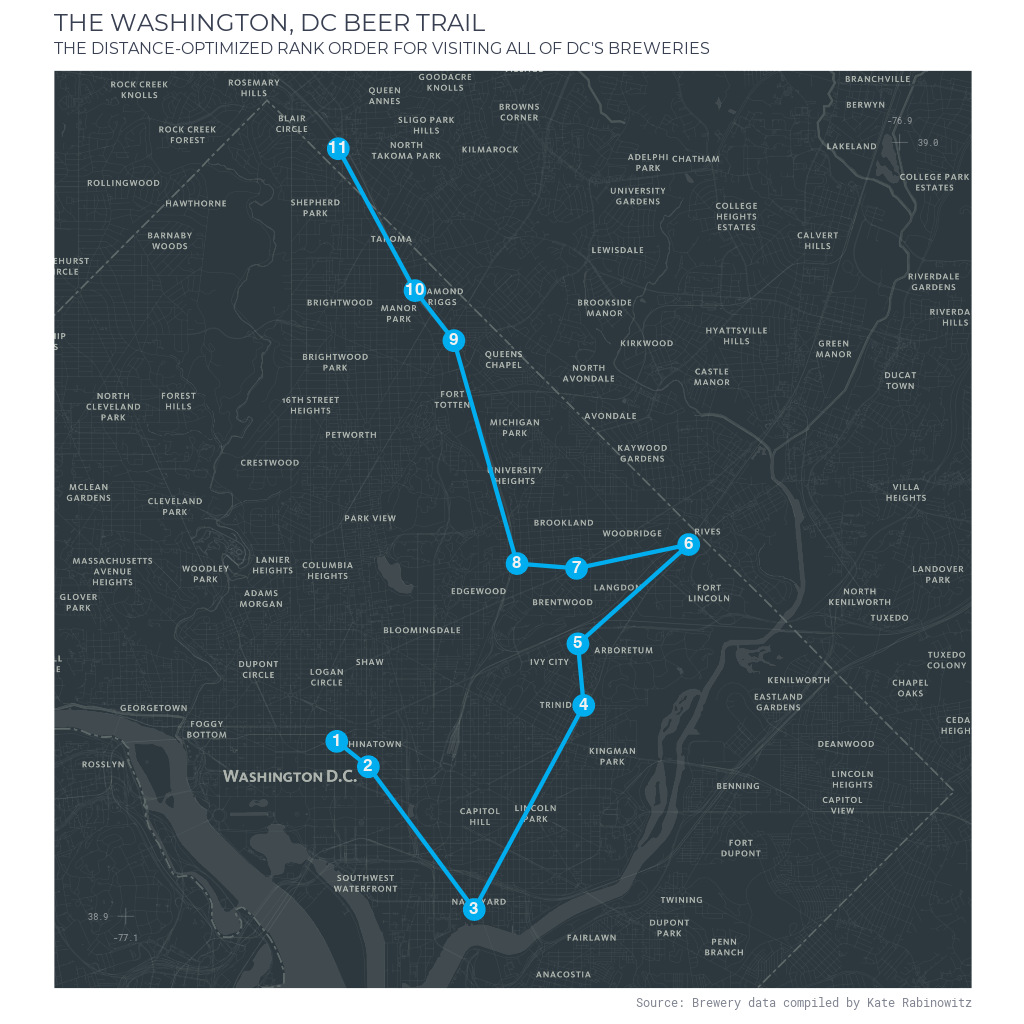 THE WASHINGTON, DC BEER TRAIL
THE DISTANCE-OPTIMIZED RANK ORDER FOR VISITING ALL OF DC'S BREWERIES
ROCK CREEK
KNOLLS
ROSEMARY
HILLS
QUEEN
ANNES
GOODACRE
KNOLLS
BROWNS
CORNER
BRANCHVILLE
BERWYN
-76.9
39.0
BLAIR
CIRCLE
SLIGO PARK
HILLS
ROCK CREEK
FOREST
11
NORTH
TAKOMA PARK
KILMAROCK
ADELPHI
PARK
CHATHAM
LAKELAND
COLLEGE PARK
ESTATES
ROLLINGWOOD
HAWTHORNE
SHEPHERD
PARK
UNIVERSITY
GARDENS
COLLEGE
HEIGHTS
ESTATES
BARNABY
WOODS
TAKOMA
LEWISDALE
CALVERT
HILLS
EHURST
IRCLE
10
AMOND
RIGGS
BRIGHTWOOD
MANOR
PARK
BROOKSIDE
MANOR
RIVERDALE
GARDENS
RIVERDA
HILLS
IP
S
9
QUEENS
CHAPEL
KIRKWOOD
HYATTSVILLE
HILLS
GREEN
MANOR
BRIGHTWOOD
PARK
NORTH
AVONDALE
CASTLE
MANOR
DUCAT
TOWN
NORTH
CLEVELAND
PARK
FOREST
HILLS
16TH STREET
HEIGHTS
FORT
TOTTEN
AVONDALE
MICHIGAN
PARK
PETWORTH
KAYWOOD
GARDENS
CRESTWOOD
UNIVERSITY
HEIGHTS
MCLEAN
GARDENS
CLEVELAND
PARK
VILLA
HEIGHTS
PARK VIEW
BROOKLAND
WOODRIDGE
RIVES
6
MASSACHUSETTS
AVENUE
HEIGHTS
WOODLEY
PARK
LANIER
HEIGHTS
COLUMBIA
HEIGHTS
8
7
LANDOVER
PARK
GLOVER
PARK
ADAMS
MORGAN
EDGEWOOD
LANGDON
BRENTWOOD
FORT
LINCOLN
NORTH
KENILWORTH
TUXEDO
BLOOMINGDALE
5
ARBORETUM
LL
E
DUPONT
CIRCLE
LOGAN
CIRCLE
SHAW
IVY CITY
TUXEDO
COLONY
KENILWORTH
CHAPEL
OAKS
EASTLAND
GARDENS
GEORGETOWN
FOGGY
BOTTOM
TRINID
4
CEDA
HEIGH
1
HINATOWN
DEANWOOD
ROSSLYN
2
KINGMAN
PARK
WASHINGTON D.C.
LINCOLN
HEIGHTS
BENNING
CAPITOL
VIEW
CAPITOL
HILL
LINCOLN
PARK
FORT
DUPONT
SOUTHWEST
WATERFRONT
NA
3
YARD
TWINING
38.9
-77.1
DUPONT
PARK
FAIRLAWN
PENN
BRANCH
ANACOSTIA
Source: Brewery data compiled by Kate Rabinowitz